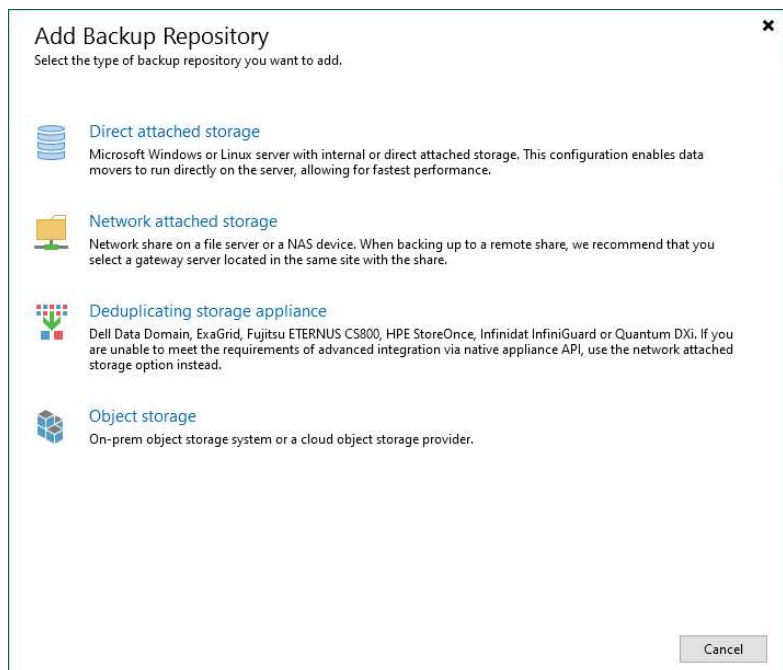 Add Backup Repository
Select the type of backup repository you want to add.
Direct attached storage
Microsoft Windows or Linux server with internal or direct attached storage. This configuration enables data
movers to run directly on the server, allowing for fastest performance.
Network attached storage
Network share on a file server or a NAS device. When backing up to a remote share, we recommend that you
select a gateway server located in the same site with the share.
Deduplicating storage appliance
Dell Data Domain, ExaGrid, Fujitsu ETERNUS CS800, HPE StoreOnce, Infinidat InfiniGuard or Quantum DXi. If you
are unable to meet the requirements of advanced integration via native appliance API, use the network attached
storage option instead.
Object storage
On-prem object storage system or a cloud object storage provider.
Cancel